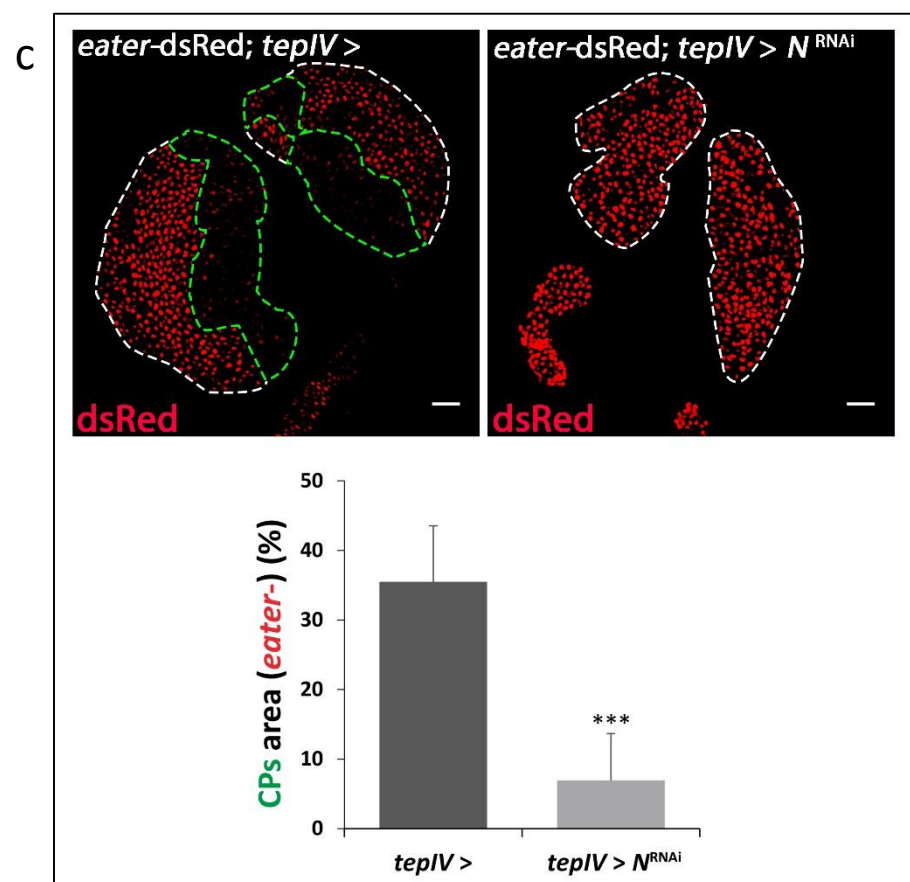 C
eater-dsRed; tepIV >
eater-dsRed; tepIV > N RNAi
dsRed
dsRed
CPs area (eater-) (%)
50
40
30
20
10
0
***
tepIV >
tepIV > N RNAi